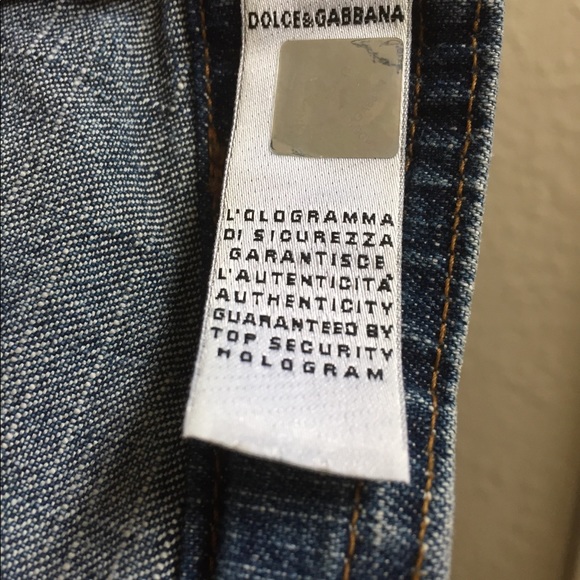 DOLCE&GABBANA
L'OLOGRAMMA
DI SICUREZZA
GARANTISCE
L'AUTENTICITÀ
AUTHENTICITY
GUARANTEED BY
TOP SECURITY
HOLOGRAM